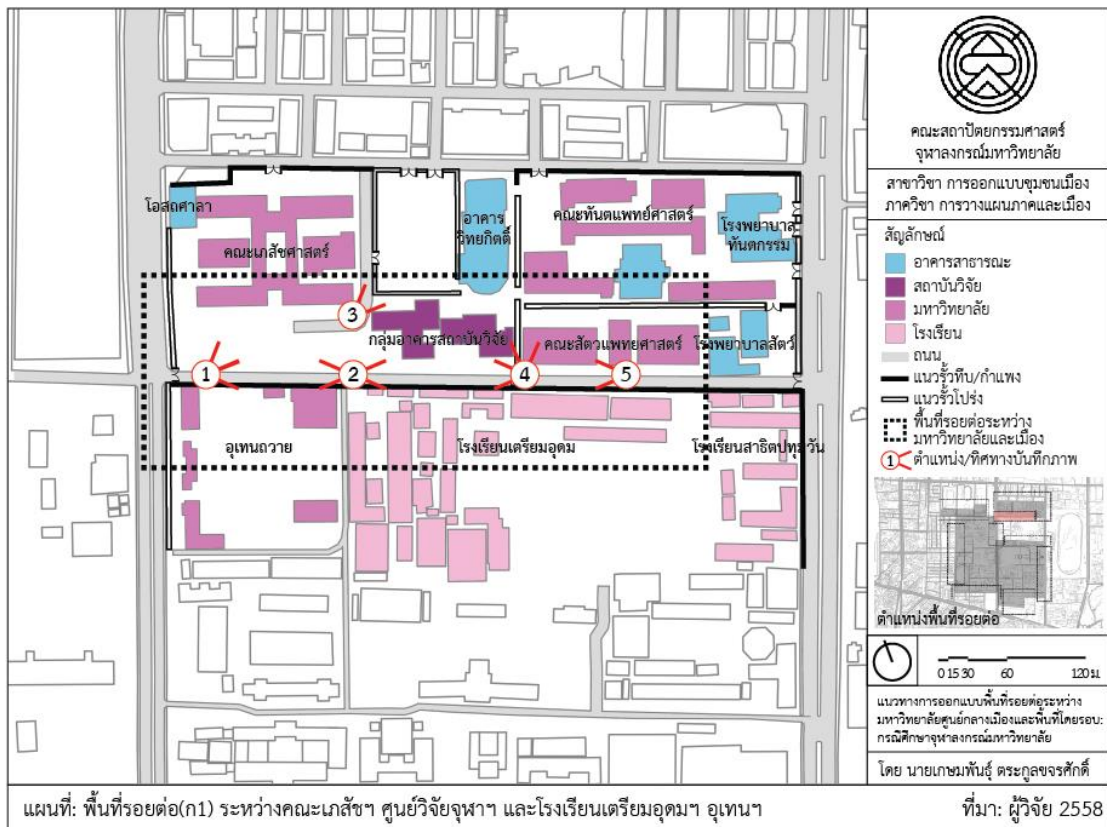 โอสถศาลา
คณะเภสัชศาสตร์
อาคาร
วิทยกิตติ์
คณะทันตแพทย์ศาสตร์
โรงพยาบาล
ทันตกรรม
3
กลุ่มอาคารสถาบันวิจัย
คณะสัตวแพทยศาสตร์
โรงพยาบาลสัตว์
1
2
4
5
อุเทนถวาย
โรงเรียนเตรียมอุดม
โรงเรียนสาธิตปทุมวัน
คณะสถาปัตยกรรมศาสตร์
จุฬาลงกรณ์มหาวิทยาลัย
สาขาวิชา การออกแบบชุมชนเมือง
ภาควิชา การวางแผนภาคและเมือง
สัญลักษณ์
อาคารสาธารณะ
สถาบันวิจัย
มหาวิทยาลัย
โรงเรียน
ถนน
แนวรั้วทึบ/กำแพง
แนวรั้วโปร่ง
พื้นที่รอยต่อระหว่าง
มหาวิทยาลัยและเมือง
1 ตำแหน่ง/ทิศทางบันทึกภาพ
ตำแหน่งพื้นที่รอยต่อ
0 15 30 60 120 ม.
แนวทางการออกแบบพื้นที่รอยต่อระหว่าง
มหาวิทยาลัยศูนย์กลางเมืองและพื้นที่โดยรอบ:
กรณีศึกษาจุฬาลงกรณ์มหาวิทยาลัย
โดย นายเกษมพันธุ์ ตระกูลขจรศักดิ์
แผนที่: พื้นที่รอยต่อ(ก1) ระหว่างคณะเภสัชฯ ศูนย์วิจัยจุฬาฯ และโรงเรียนเตรียมอุดมฯ อุเทนฯ
ที่มา: ผู้วิจัย 2558